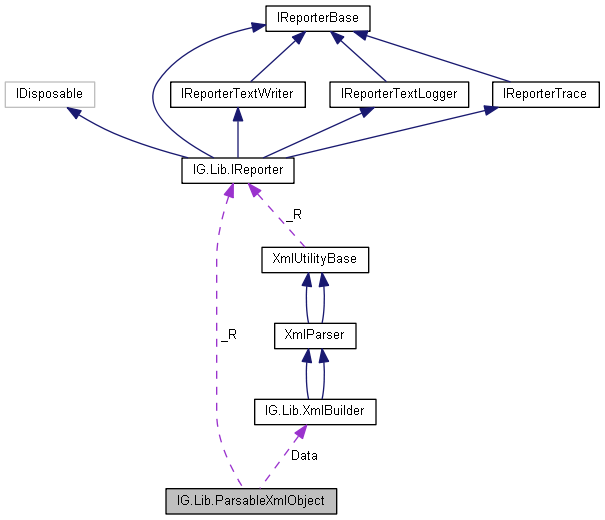 IReporterBase
IDisposable
IReporterTextWriter
IReporterTextLogger
IReporterTrace
IG.Lib.IReporter
_R
XmlUtilityBase
_R
XmlParser
IG.Lib.XmlBuilder
Data
IG.Lib.ParsableXmlObject